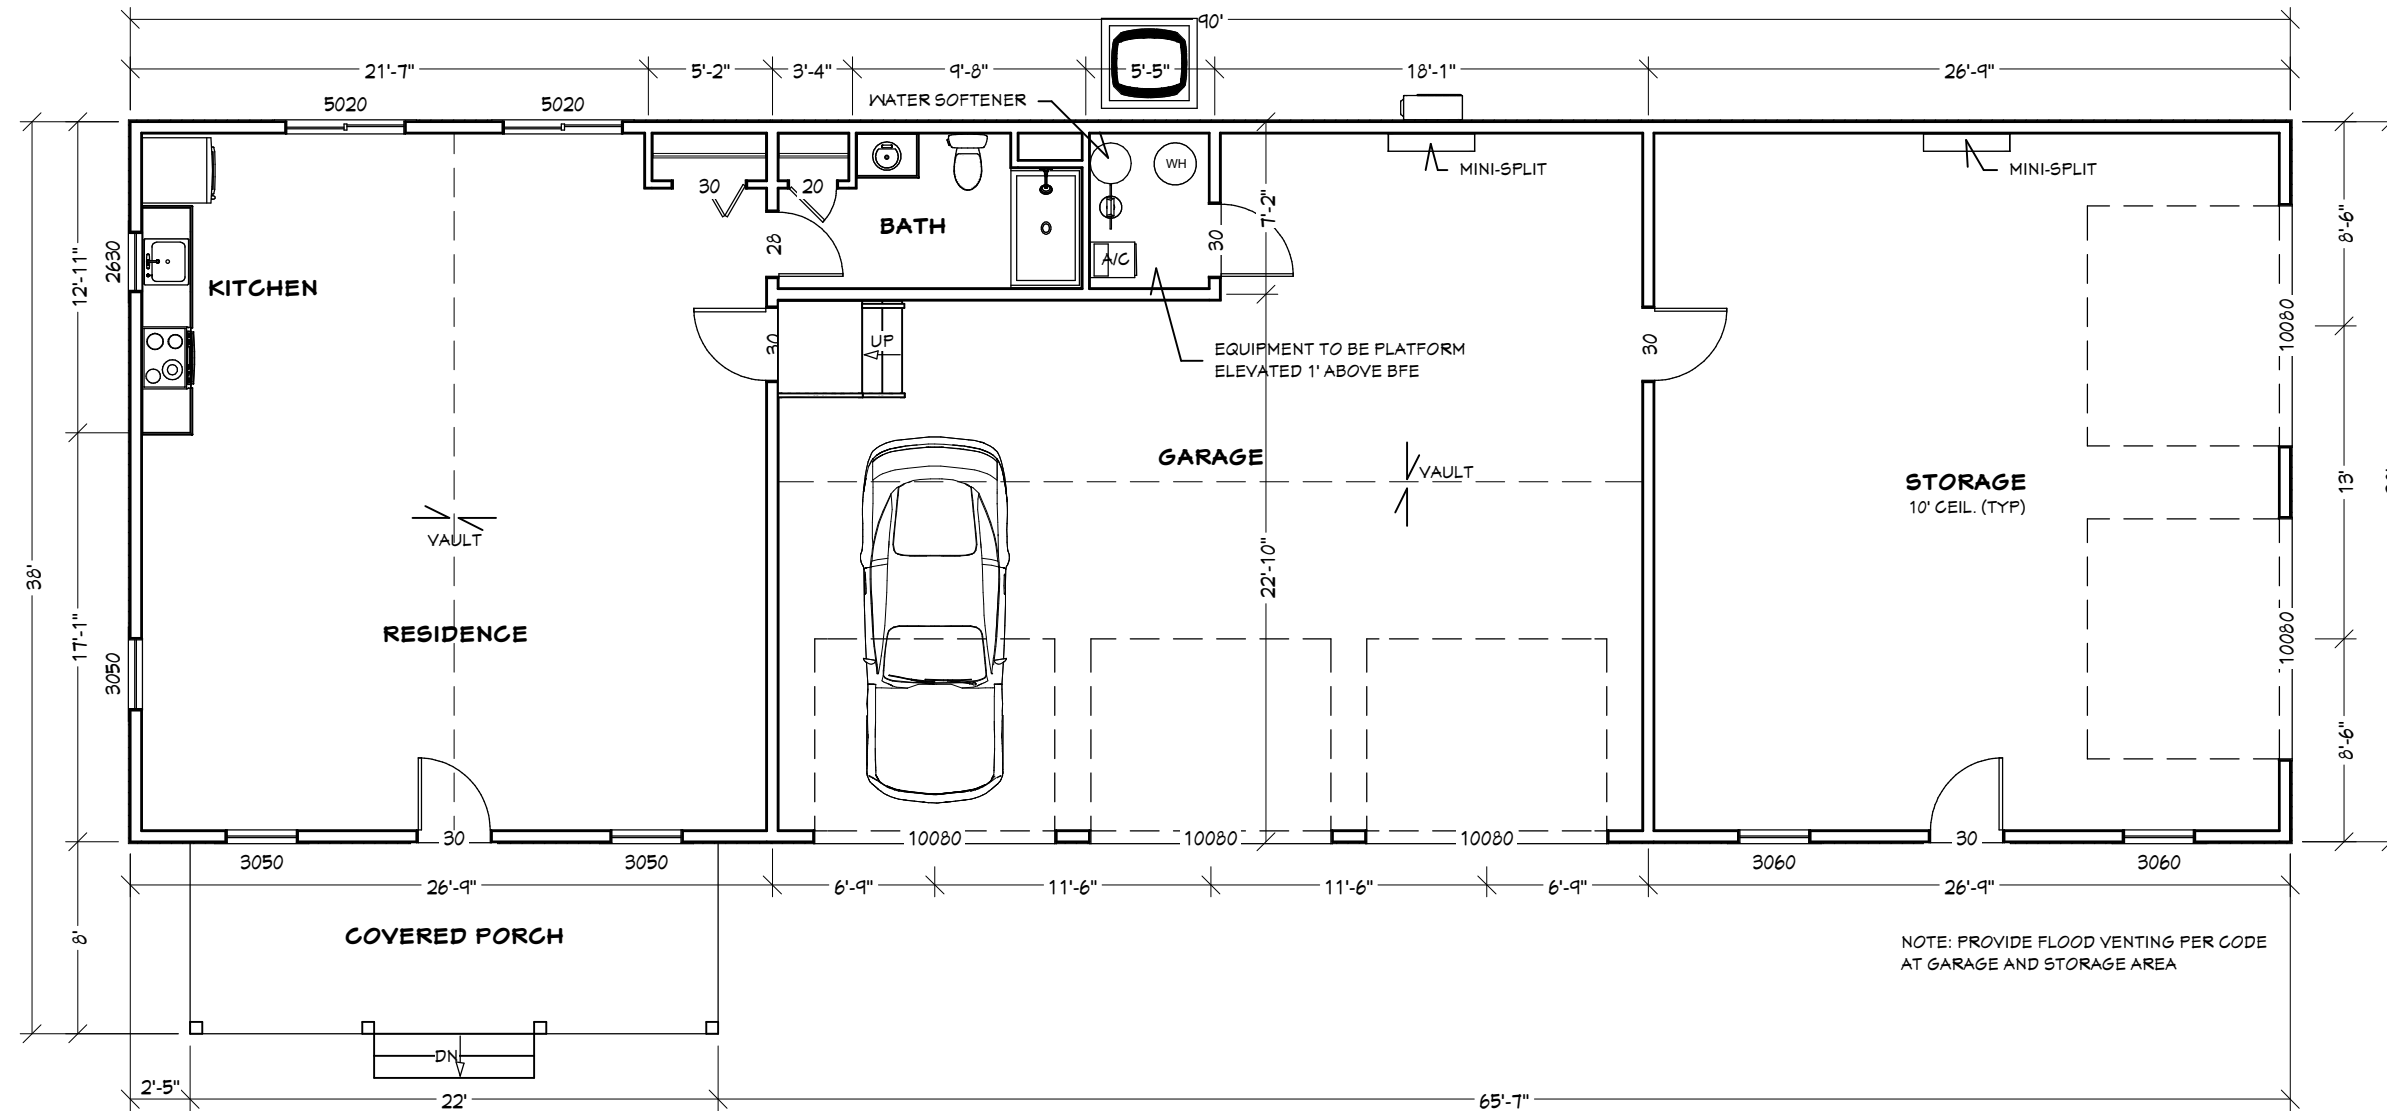 90'
21'-7"
5'-2"
3'-4"
9'-8"
5'-5"
18'-1"
26'-9"
5020
5020
WATER SOFTENER
WH
MINI-SPLIT
MINI-SPLIT
30
20
BATH
28
30
7'-2"
A/C
8'-6"
2630
12'-11"
KITCHEN
10080
30
UP
30
EQUIPMENT TO BE PLATFORM
ELEVATED 1' ABOVE BFE
GARAGE
VAULT
STORAGE
10' CEIL. (TYP)
13'
VAULT
38'
22'-10"
RESIDENCE
17'-1"
3050
10080
8'-6"
30
10080
10080
10080
30
3050
3050
3060
3060
26'-9"
6'-9"
11'-6"
11'-6"
6'-9"
26'-9"
COVERED PORCH
8'
NOTE: PROVIDE FLOOD VENTING PER CODE
AT GARAGE AND STORAGE AREA
DN
2'-5"
22'
65'-7"